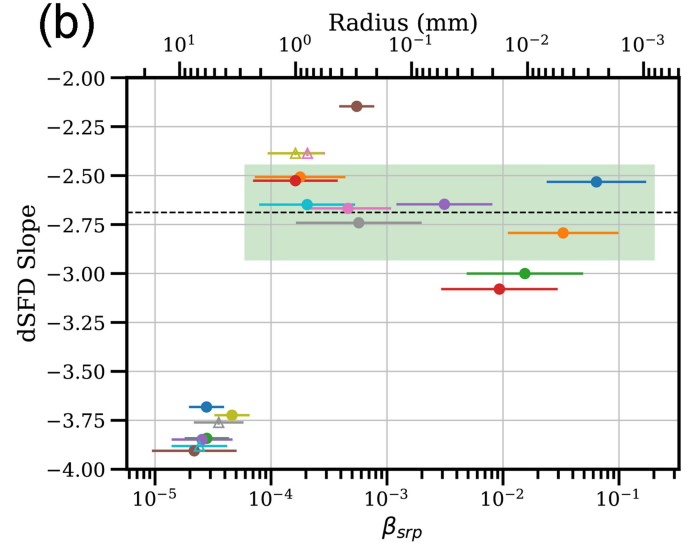 (b)
Radius (mm)
10¹ 10⁰ 10⁻¹ 10⁻² 10⁻³
dSFD Slope
−2.00
−2.25
−2.50
−2.75
−3.00
−3.25
−3.50
−3.75
−4.00
10⁻⁵ 10⁻⁴ 10⁻³ 10⁻² 10⁻¹
βsrp